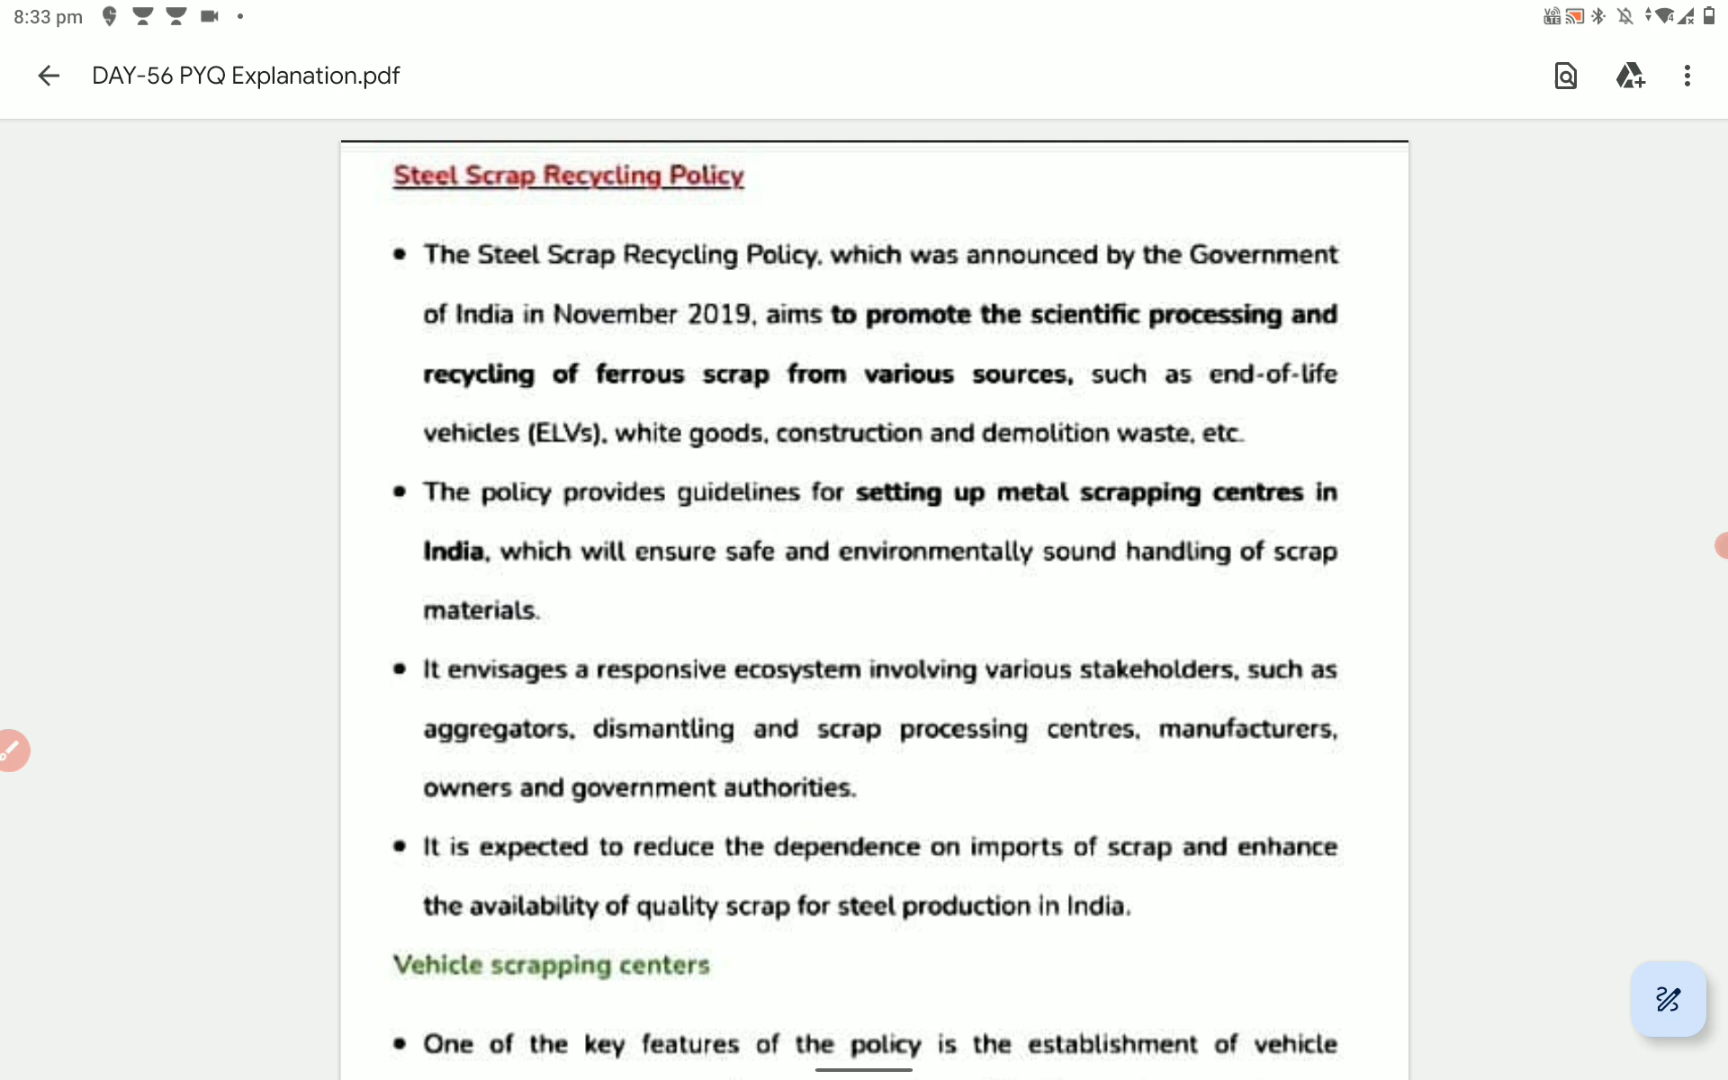 8:33 pm
DAY-56 PYQ Explanation.pdf
Steel Scrap Recycling Policy
• The Steel Scrap Recycling Policy, which was announced by the Government
of India in November 2019, aims to promote the scientific processing and
recycling of ferrous scrap from various sources, such as end-of-life
vehicles (ELVs), white goods, construction and demolition waste, etc.
• The policy provides guidelines for setting up metal scrapping centres in
India, which will ensure safe and environmentally sound handling of scrap
materials.
• It envisages a responsive ecosystem involving various stakeholders, such as
aggregators, dismantling and scrap processing centres, manufacturers,
owners and government authorities.
• It is expected to reduce the dependence on imports of scrap and enhance
the availability of quality scrap for steel production in India.
Vehicle scrapping centers
• One of the key features of the policy is the establishment of vehicle